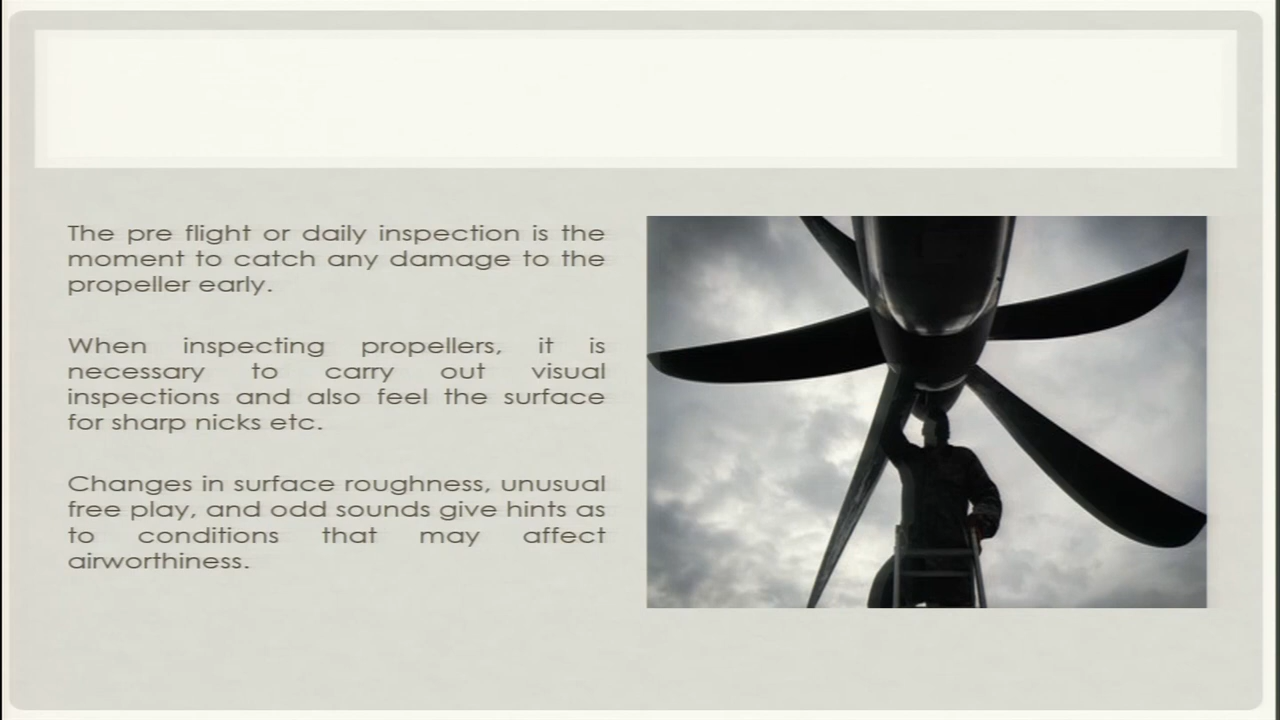 The pre flight or daily inspection is the
moment to catch any damage to the
propeller early.
When inspecting propellers, it is
necessary to carry out visual
inspections and also feel the surface
for sharp nicks etc.
Changes in surface roughness, unusual
free play, and odd sounds give hints as
to conditions that may affect
airworthiness.